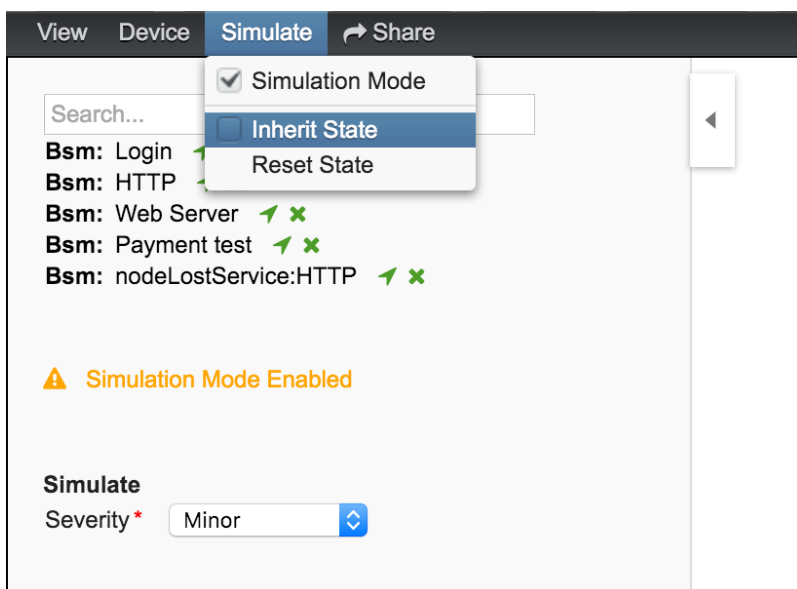 View Device Simulate Share
Simulation Mode
Search...
Inherit State
Bsm: Login
Reset State
Bsm: HTTP
Bsm: Web Server
Bsm: Payment test
Bsm: nodeLostService:HTTP
Simulation Mode Enabled
Simulate
Severity* Minor